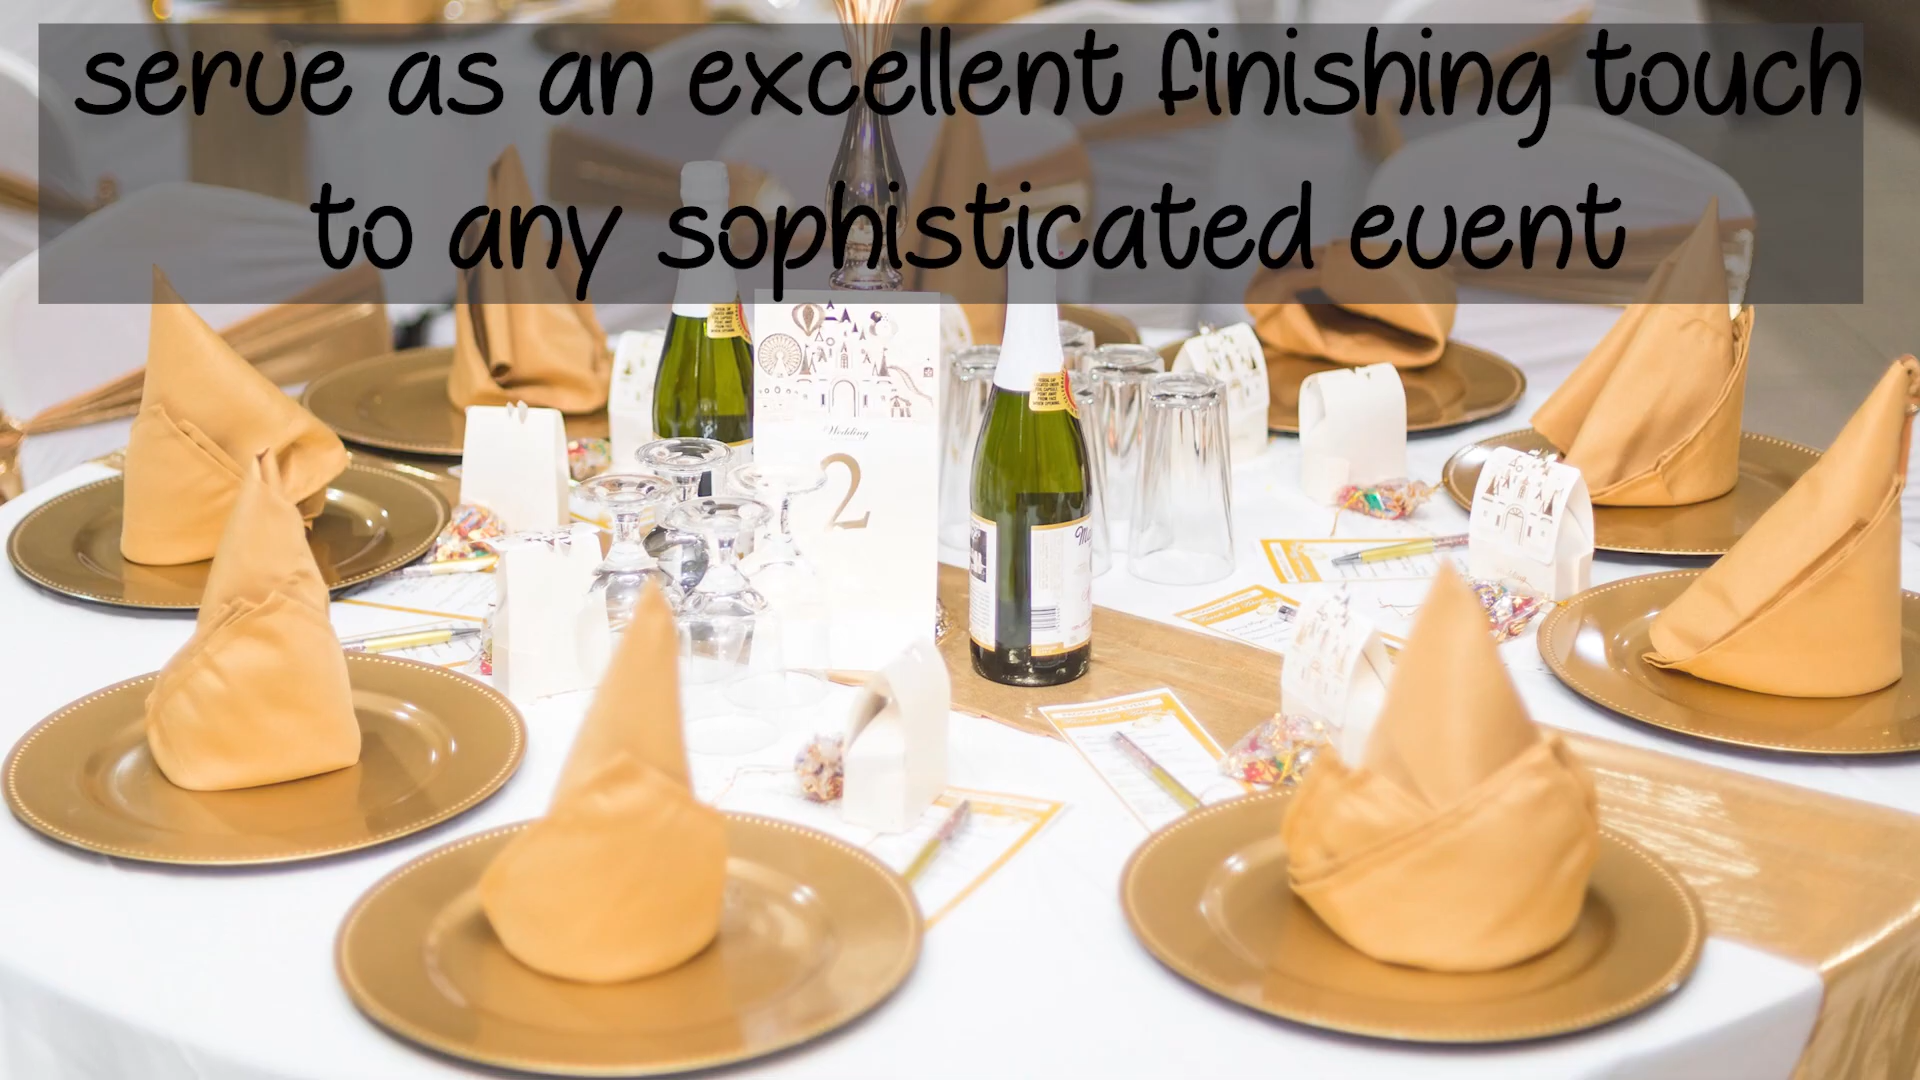 serve as an excellent finishing touch
to any sophisticated event
Wedding
2